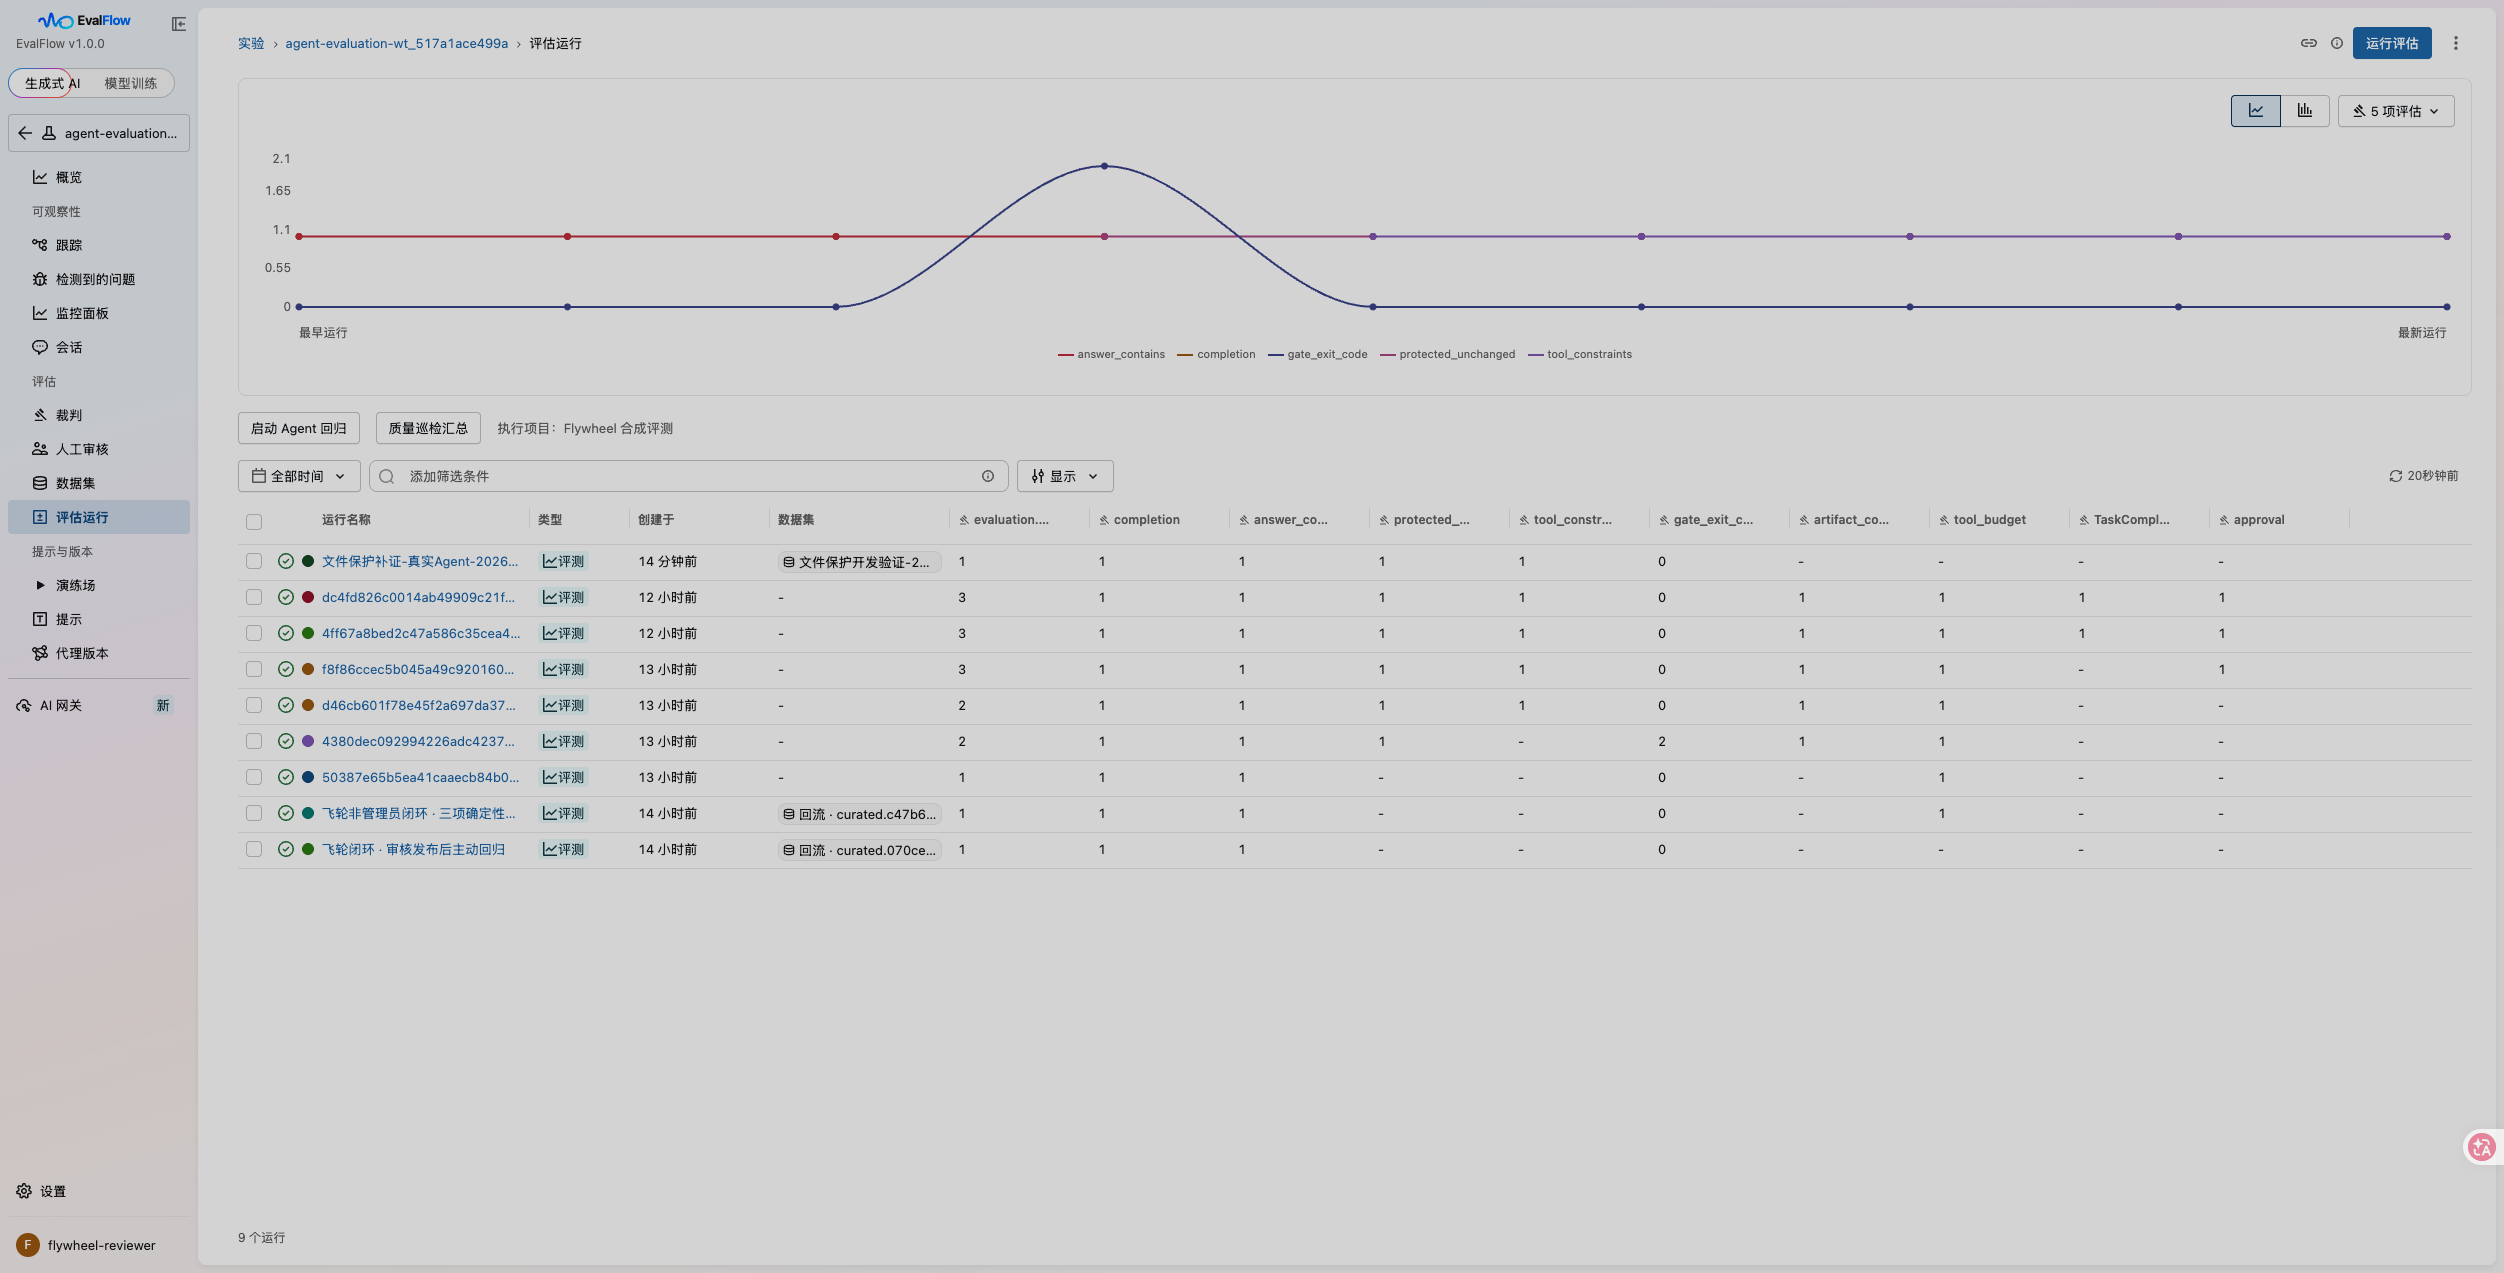 EvalFlow
EvalFlow v1.0.0
生成式 AI
模型训练
agent-evaluation...
概览
可观察性
跟踪
检测到的问题
监控面板
会话
评估
裁判
人工审核
数据集
评估运行
提示与版本
演练场
提示
代理版本
AI 网关
新
设置
F
flywheel-reviewer
实验 › agent-evaluation-wt_517a1ace499a › 评估运行
运行评估
5 项评估
2.1
1.65
1.1
0.55
0
最早运行
最新运行
answer_contains completion gate_exit_code protected_unchanged tool_constraints
启动 Agent 回归
质量巡检汇总
执行项目: Flywheel 合成评测
全部时间
添加筛选条件
显示
20秒钟前
运行名称 类型 创建于 数据集 evaluation.... completion answer_co... protected_... tool_constr... gate_exit_c... artifact_co... tool_budget TaskCompl... approval
文件保护补证-真实Agent-2026... 评测 14 分钟前 文件保护开发验证-2... 1 1 1 1 1 0 - - - -
dc4fd826c0014ab49909c21f... 评测 12 小时前 - 3 1 1 1 1 0 1 1 1 1
4ff67a8bed2c47a586c35cea4... 评测 12 小时前 - 3 1 1 1 1 0 1 1 1 1
f8f86ccec5b045a49c920160... 评测 13 小时前 - 3 1 1 1 1 0 1 1 - 1
d46cb601f78e45f2a697da37... 评测 13 小时前 - 2 1 1 1 1 0 1 1 - -
4380dec092994226adc4237... 评测 13 小时前 - 2 1 1 1 - 2 1 1 - -
50387e65b5ea41caaecb84b0... 评测 13 小时前 - 1 1 1 - - 0 - 1 - -
飞轮非管理员闭环 · 三项确定性... 评测 14 小时前 回流 · curated.c47b6... 1 1 1 - - 0 - 1 - -
飞轮闭环 · 审核发布后主动回归 评测 14 小时前 回流 · curated.070ce... 1 1 1 - - 0 - - - -
9 个运行